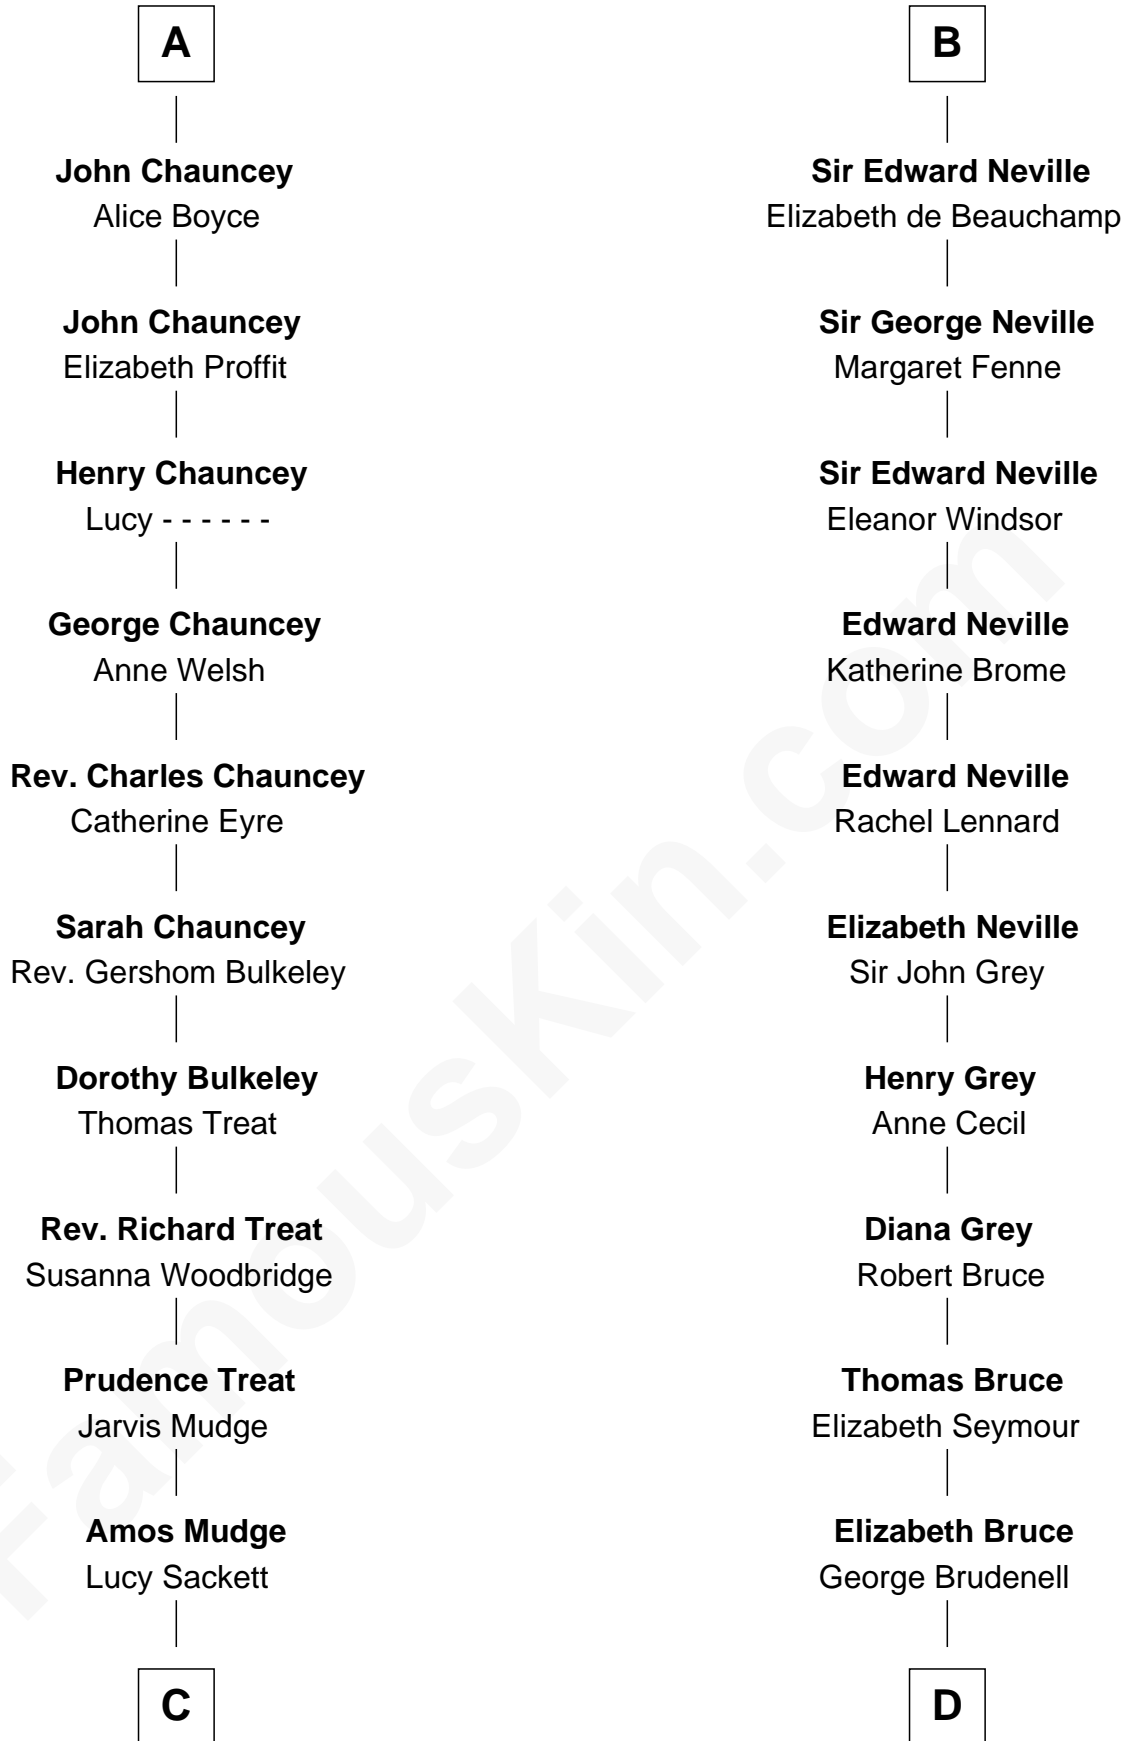 A
John Chauncey
Alice Boyce
John Chauncey
Elizabeth Proffit
Henry Chauncey
Lucy - - - - - -
George Chauncey
Anne Welsh
Rev. Charles Chauncey
Catherine Eyre
Sarah Chauncey
Rev. Gershom Bulkeley
Dorothy Bulkeley
Thomas Treat
Rev. Richard Treat
Susanna Woodbridge
Prudence Treat
Jarvis Mudge
Amos Mudge
Lucy Sackett
C
B
Sir Edward Neville
Elizabeth de Beauchamp
Sir George Neville
Margaret Fenne
Sir Edward Neville
Eleanor Windsor
Edward Neville
Katherine Brome
Edward Neville
Rachel Lennard
Elizabeth Neville
Sir John Grey
Henry Grey
Anne Cecil
Diana Grey
Robert Bruce
Thomas Bruce
Elizabeth Seymour
Elizabeth Bruce
George Brudenell
D
FamousKin.com